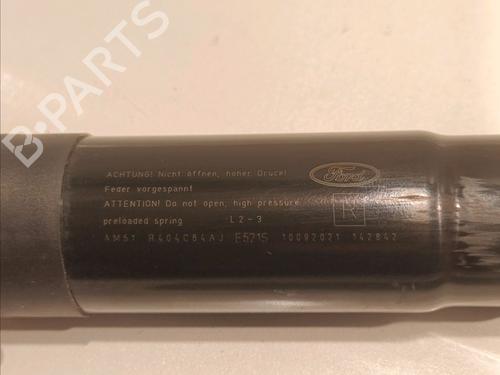 ACHTUNG! Nicht öffnen, hoher Druck!
Feder vorgespannt
ATTENTION! Do not open, high pressure
preloaded spring L2-3
AM51 R404C84AJ E521S 10092021 142842
Ford
R
B-PARTS